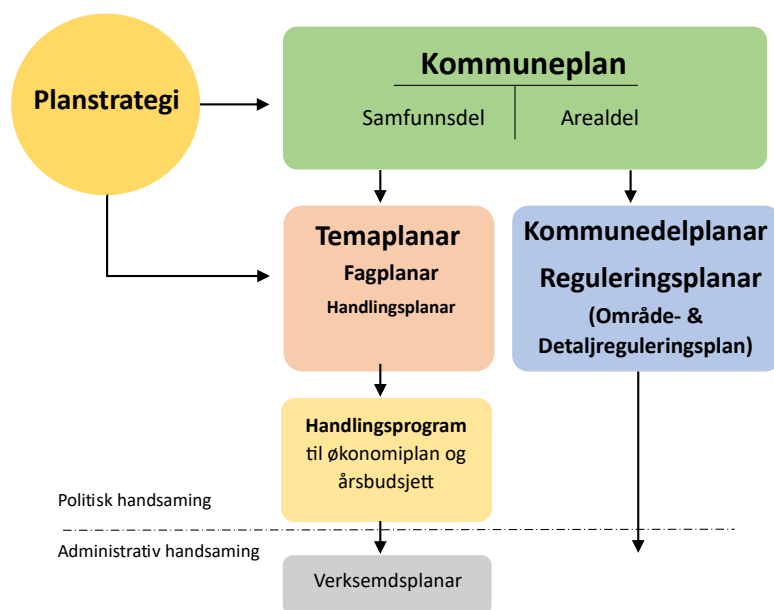 Planstrategi
Kommuneplan
Samfunnsdel
Arealdel
Temaplanar
Fagplanar
Handlingsplanar
Kommunedelplanar
Reguleringsplanar
(Område- &
Detaljreguleringsplan)
Handlingsprogram
til økonomiplan og
årsbudsjett
Politisk handsaming
Administrativ handsaming
Verksemdsplanar